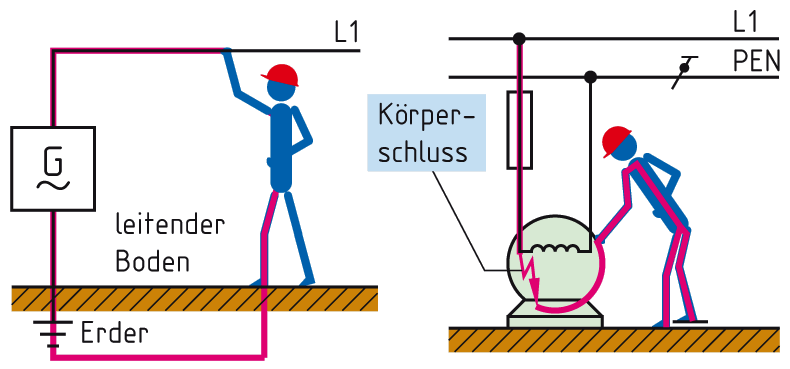 L1
G
leitender
Boden
Erder
L1
PEN
Körper-
schluss